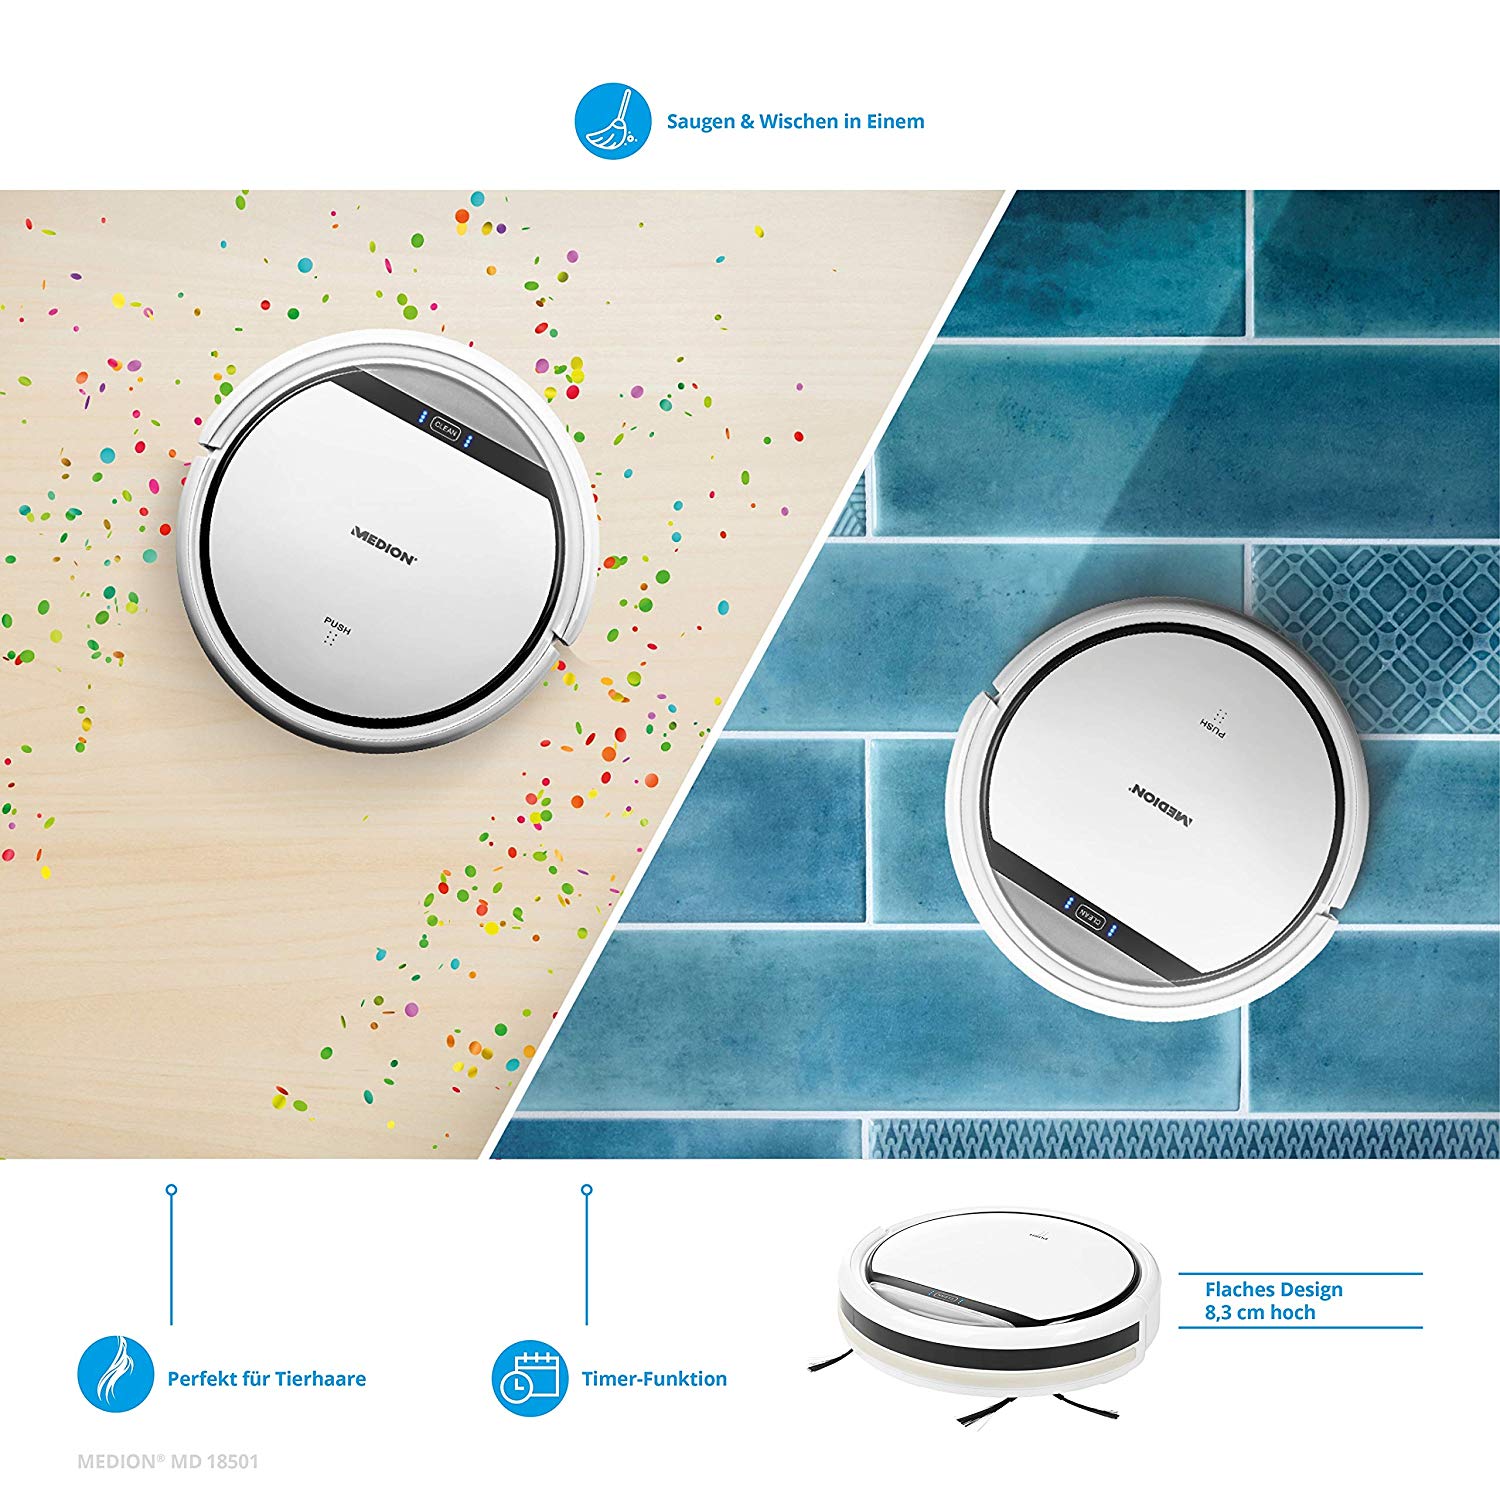 Saugen & Wischen in Einem
CLEAN
MEDION®
PUSH
PUSH
MEDION®
CLEAN
PUSH
Flaches Design
8,3 cm hoch
Perfekt für Tierhaare
Timer-Funktion
MEDION® MD 18501